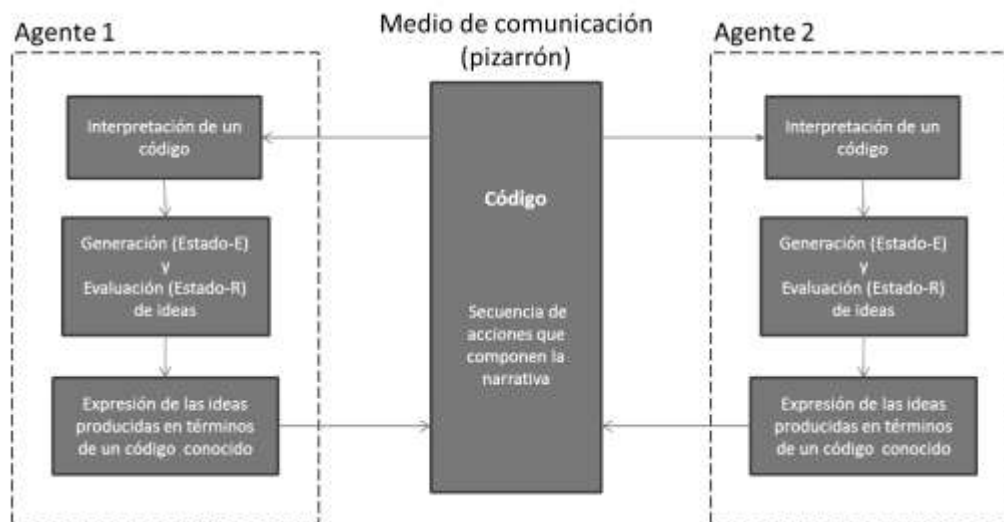 Agente 1
Interpretación de un
código
Generación (Estado-E)
y
Evaluación (Estado-R)
de ideas
Expresión de las ideas
producidas en términos
de un código conocido
Medio de comunicación
(pizarrón)
Código
Secuencia de
acciones que
componen la
narrativa
Agente 2
Interpretación de un
código
Generación (Estado-E)
y
Evaluación (Estado-R)
de ideas
Expresión de las ideas
producidas en términos
de un código conocido